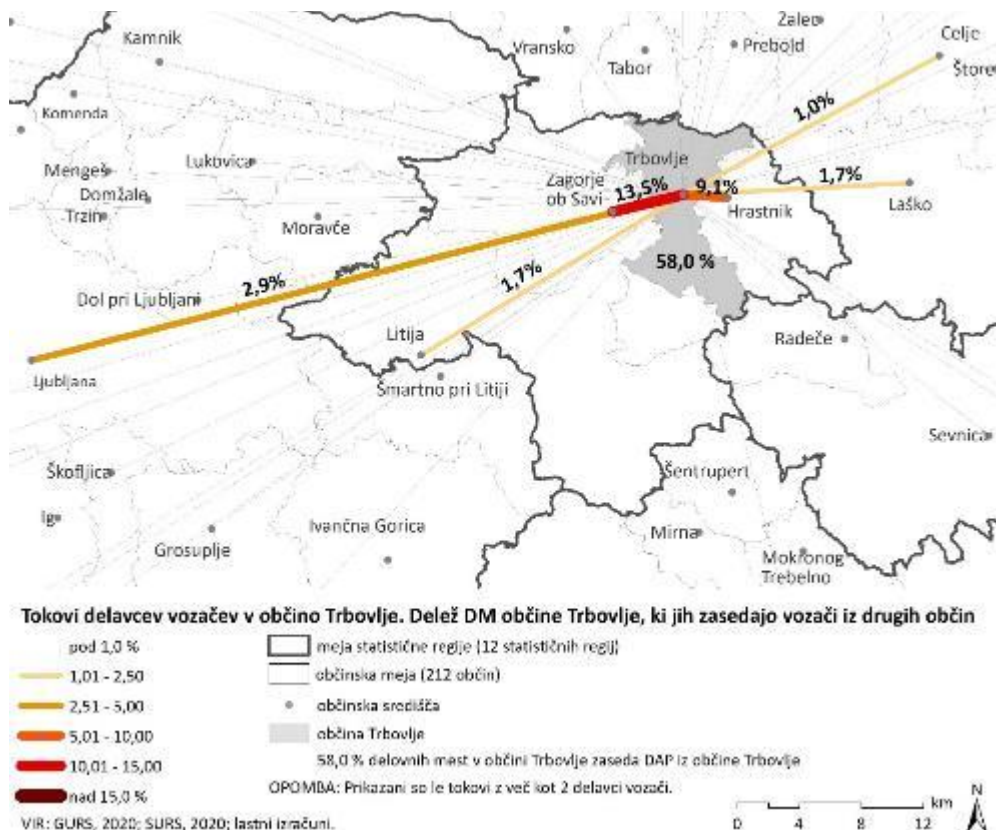 Kamnik
Vransko
Žalec
Prebold
Celje
Štore
Tabor
Komenda
1,0%
Mengeš
Lukovica
Trbovlje
Domžale
Zagorje
ob Savi
13,5%
9,1%
1,7%
Trzin
Hrastnik
Laško
Moravče
58,0 %
2,9%
1,7%
Dol pri Ljubljani
Litija
Radeče
Ljubljana
Šmartno pri Litiji
Sevnica
Škofljica
Šentrupert
Ig
Ivančna Gorica
Mirna
Grosuplje
Mokronog
Trebelno
Tokovi delavcev vozačev v občino Trbovlje. Delež DM občine Trbovlje, ki jih zasedajo vozači iz drugih občin
pod 1,0 %
1,01 - 2,50
2,51 - 5,00
5,01 - 10,00
10,01 - 15,00
nad 15,0 %
meja statistične regije (12 statističnih regij)
občinska meja (212 občin)
občinska središča
občina Trbovlje
58,0 % delovnih mest v občini Trbovlje zaseda DAP iz občine Trbovlje
OPOMBA: Prikazani so le tokovi z več kot 2 delavci vozači.
VIR: GURS, 2020; SURS, 2020; lastni izračuni.
km
0 4 8 12
N